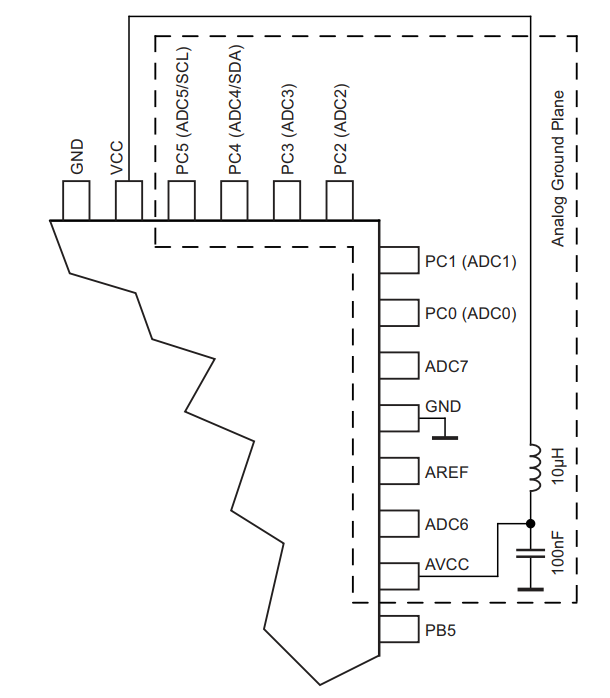 GND
VCC
PC5 (ADC5/SCL)
PC4 (ADC4/SDA)
PC3 (ADC3)
PC2 (ADC2)
Analog Ground Plane
PC1 (ADC1)
PC0 (ADC0)
ADC7
GND
AREF
ADC6
AVCC
PB5
10µH
100nF